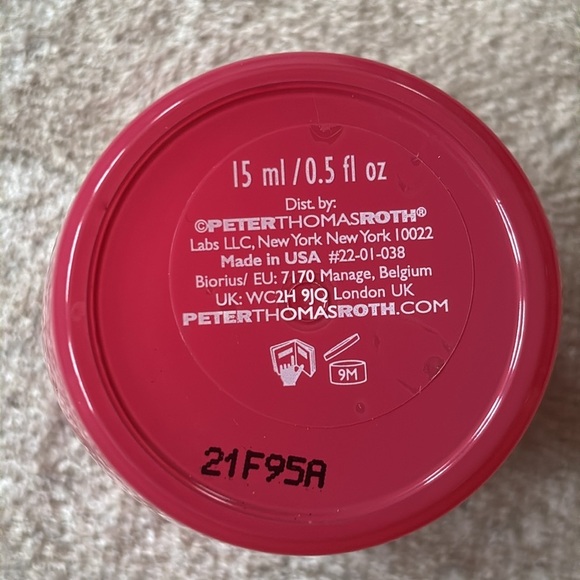 15 ml / 0.5 fl oz
Dist. by:
©PETERTHOMASROTH®
Labs LLC, New York New York 10022
Made in USA #22-01-038
Biorius/ EU: 7170 Manage, Belgium
UK: WC2H 9JQ London UK
PETERTHOMASROTH.COM
9M
21F95A